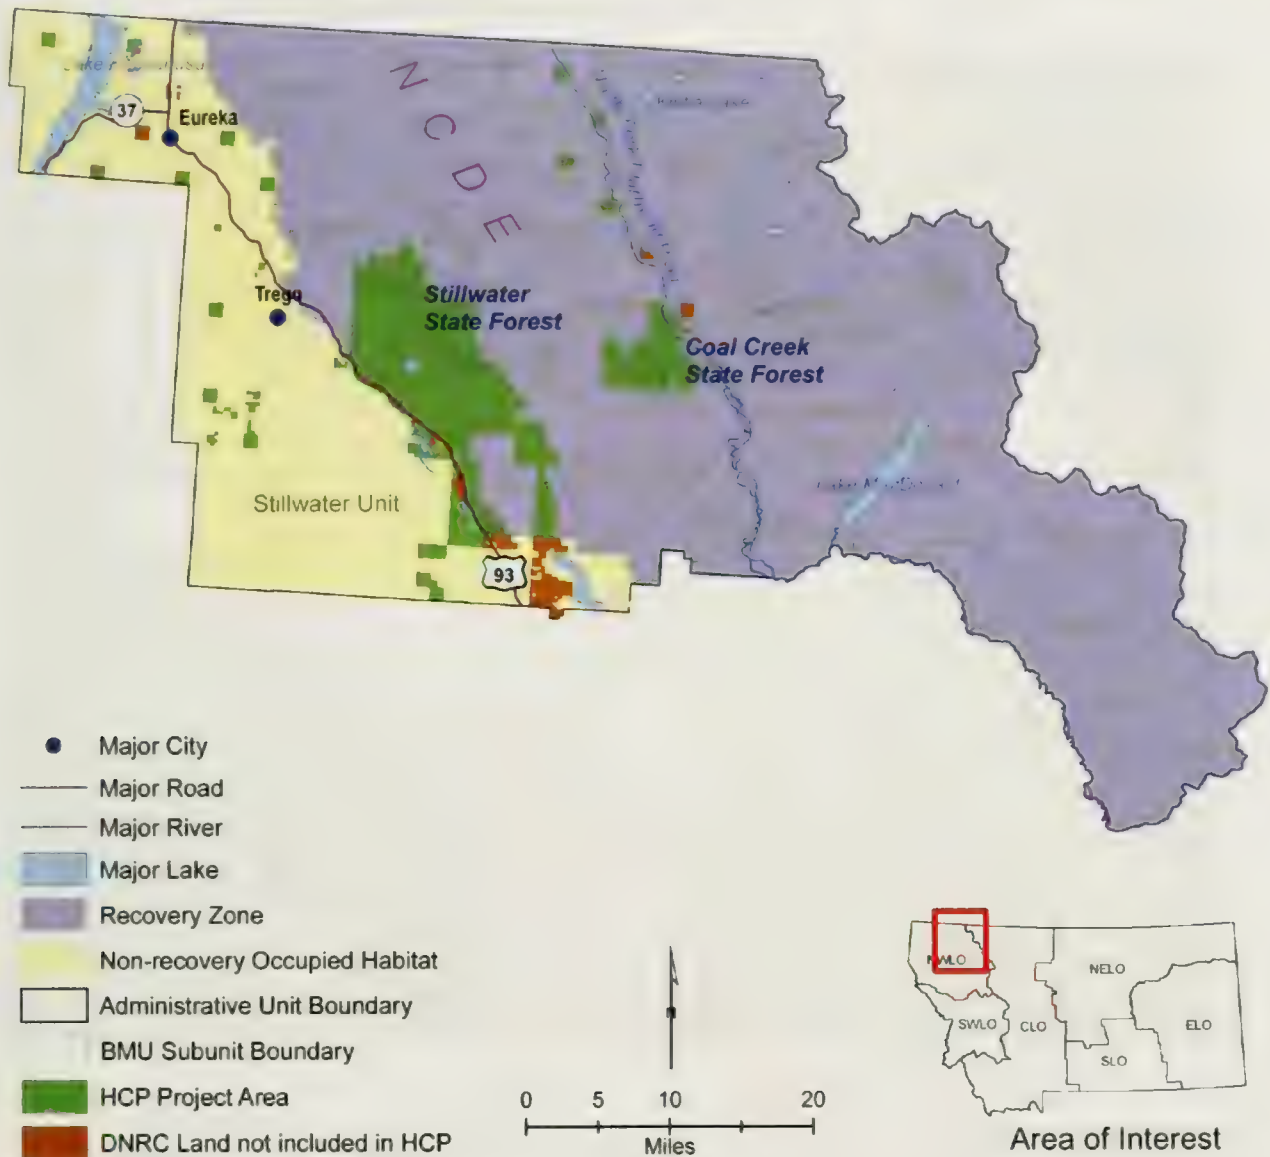 37
Eureka
NCDE
Trego
Stillwater
State Forest
Coal Creek
State Forest
Stillwater Unit
93
Major City
Major Road
Major River
Major Lake
Recovery Zone
Non-recovery Occupied Habitat
Administrative Unit Boundary
BMU Subunit Boundary
HCP Project Area
DNRC Land not included in HCP
0 5 10 20
Miles
NWLO
NELO
SWLO
CLO
ELO
SLO
Area of Interest